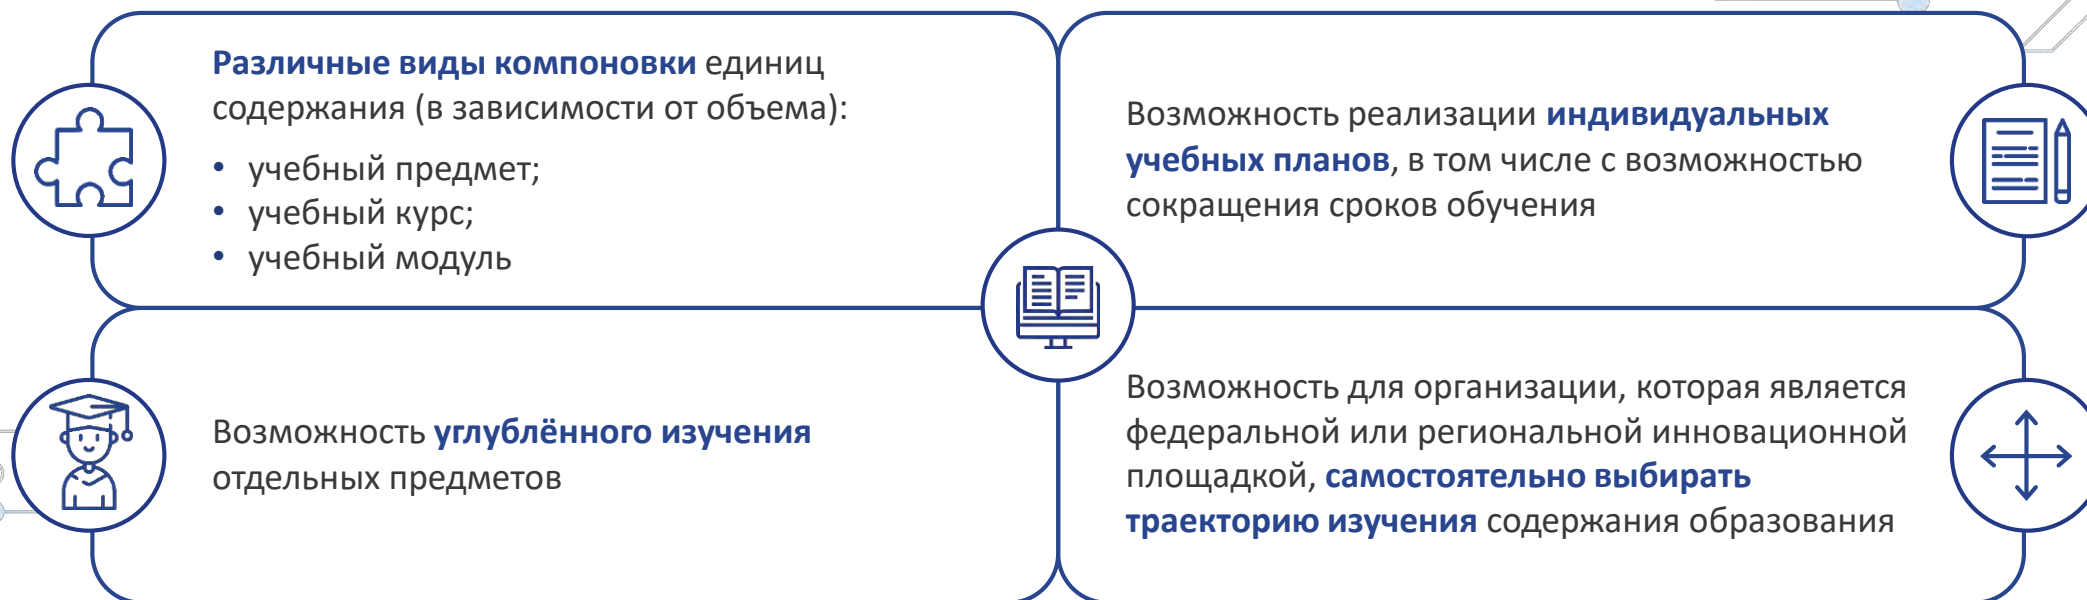 Различные виды компоновки единиц
содержания (в зависимости от объема):
• учебный предмет;
• учебный курс;
• учебный модуль
Возможность реализации индивидуальных
учебных планов, в том числе с возможностью
сокращения сроков обучения
Возможность углублённого изучения
отдельных предметов
Возможность для организации, которая является
федеральной или региональной инновационной
площадкой, самостоятельно выбирать
траекторию изучения содержания образования